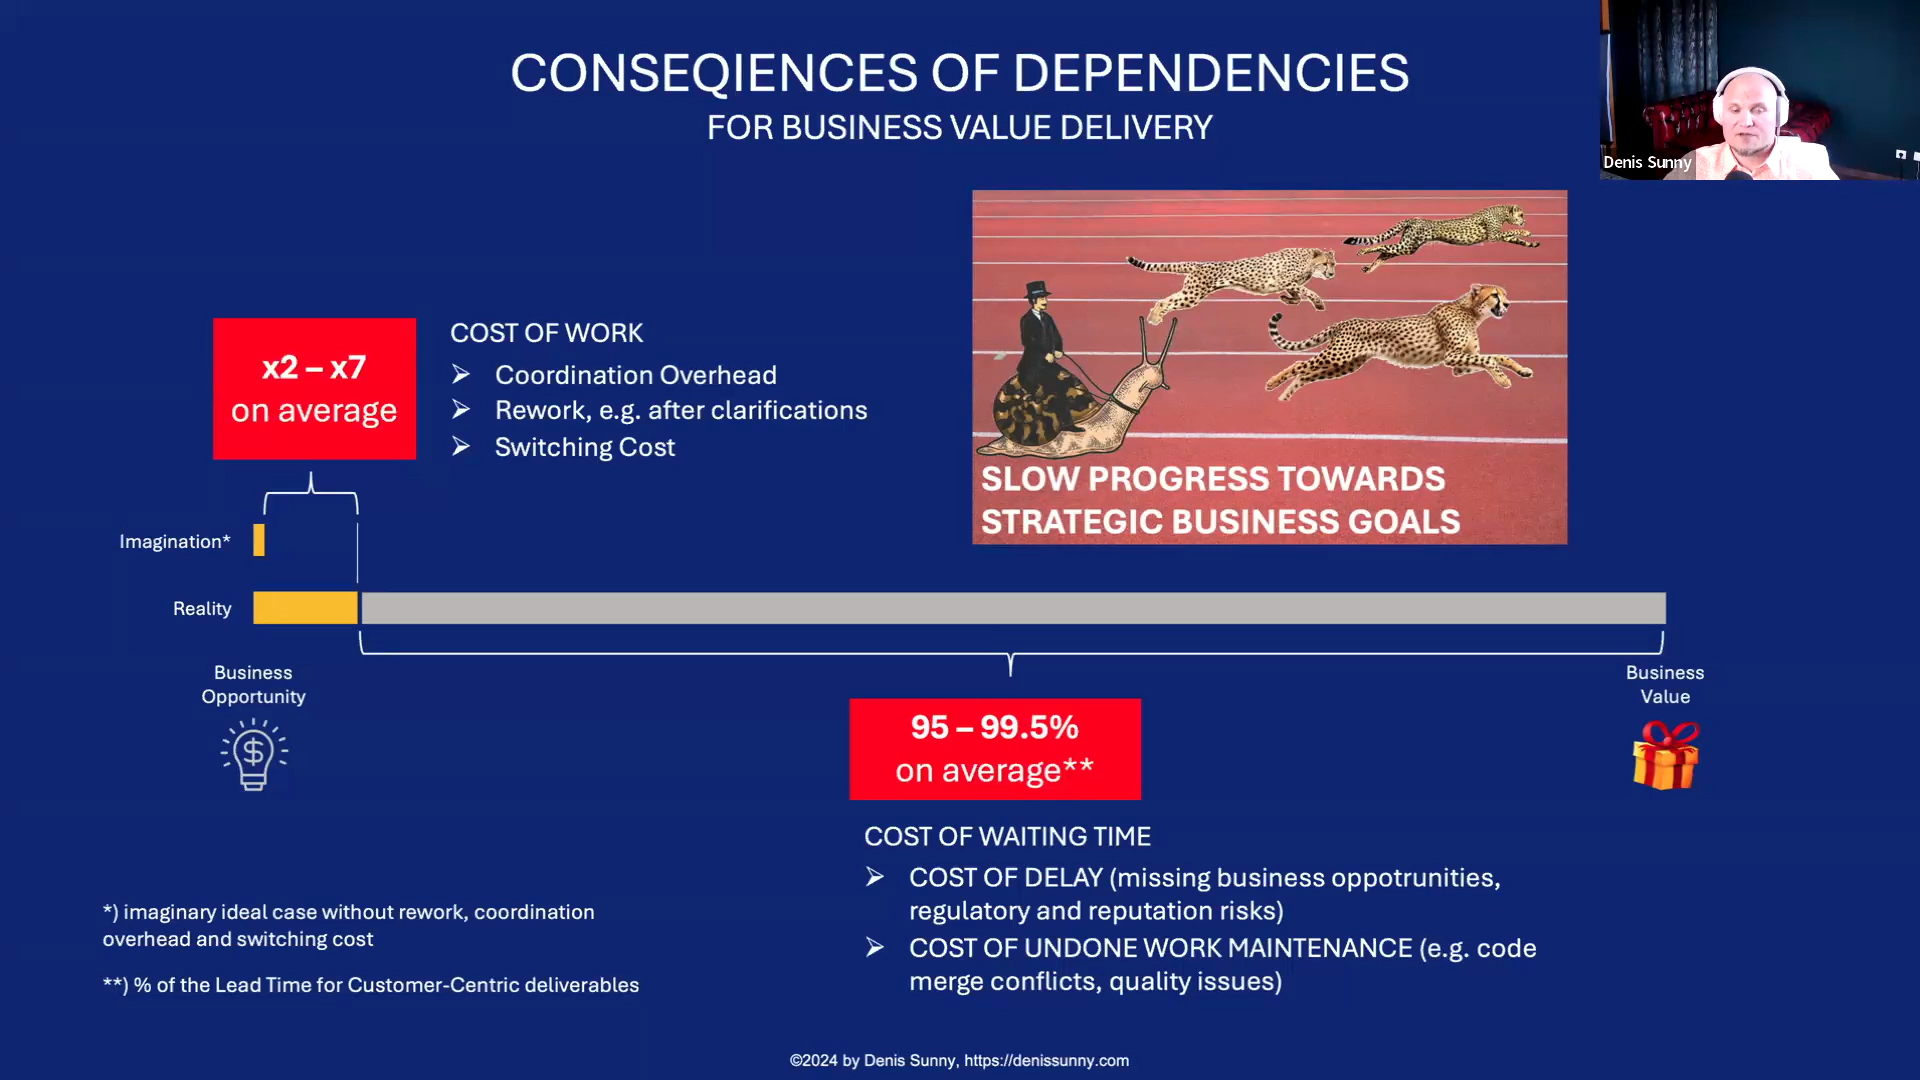 CONSEQIENCES OF DEPENDENCIES
FOR BUSINESS VALUE DELIVERY
Denis Sunny
x2 – x7
on average
COST OF WORK
➢ Coordination Overhead
➢ Rework, e.g. after clarifications
➢ Switching Cost
SLOW PROGRESS TOWARDS
STRATEGIC BUSINESS GOALS
Imagination*
Reality
Business
Opportunity
Business
Value
95 – 99.5%
on average**
COST OF WAITING TIME
➢ COST OF DELAY (missing business oppotrunities,
regulatory and reputation risks)
➢ COST OF UNDONE WORK MAINTENANCE (e.g. code
merge conflicts, quality issues)
*) imaginary ideal case without rework, coordination
overhead and switching cost
**) % of the Lead Time for Customer-Centric deliverables
©2024 by Denis Sunny, https://denissunny.com